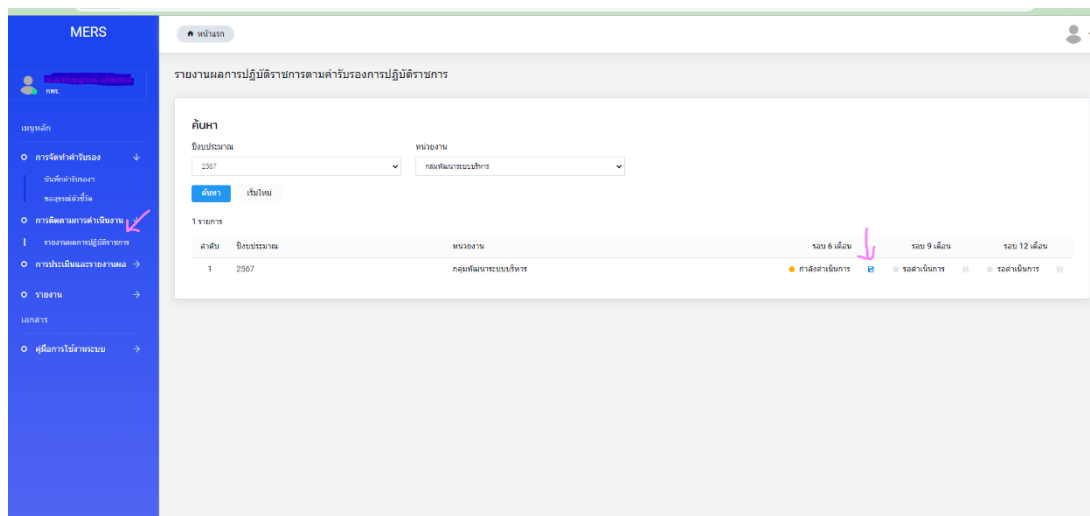 MERS
หน้าแรก
รายงานผลการปฏิบัติราชการตามคำรับรองการปฏิบัติราชการ
กพร.
เมนูหลัก
การจัดทำคำรับรอง
บันทึกคำรับรองฯ
ขออุทธรณ์ตัวชี้วัด
การติดตามการดำเนินงาน
รายงานผลการปฏิบัติราชการ
การประเมินและรายงานผล
รายงาน
เอกสาร
คู่มือการใช้งานระบบ
ค้นหา
ปีงบประมาณ หน่วยงาน
2567 กลุ่มพัฒนาระบบบริหาร
ค้นหา เริ่มใหม่
1 รายการ
ลำดับ ปีงบประมาณ หน่วยงาน รอบ 6 เดือน รอบ 9 เดือน รอบ 12 เดือน
1 2567 กลุ่มพัฒนาระบบบริหาร กำลังดำเนินการ รอดำเนินการ รอดำเนินการ